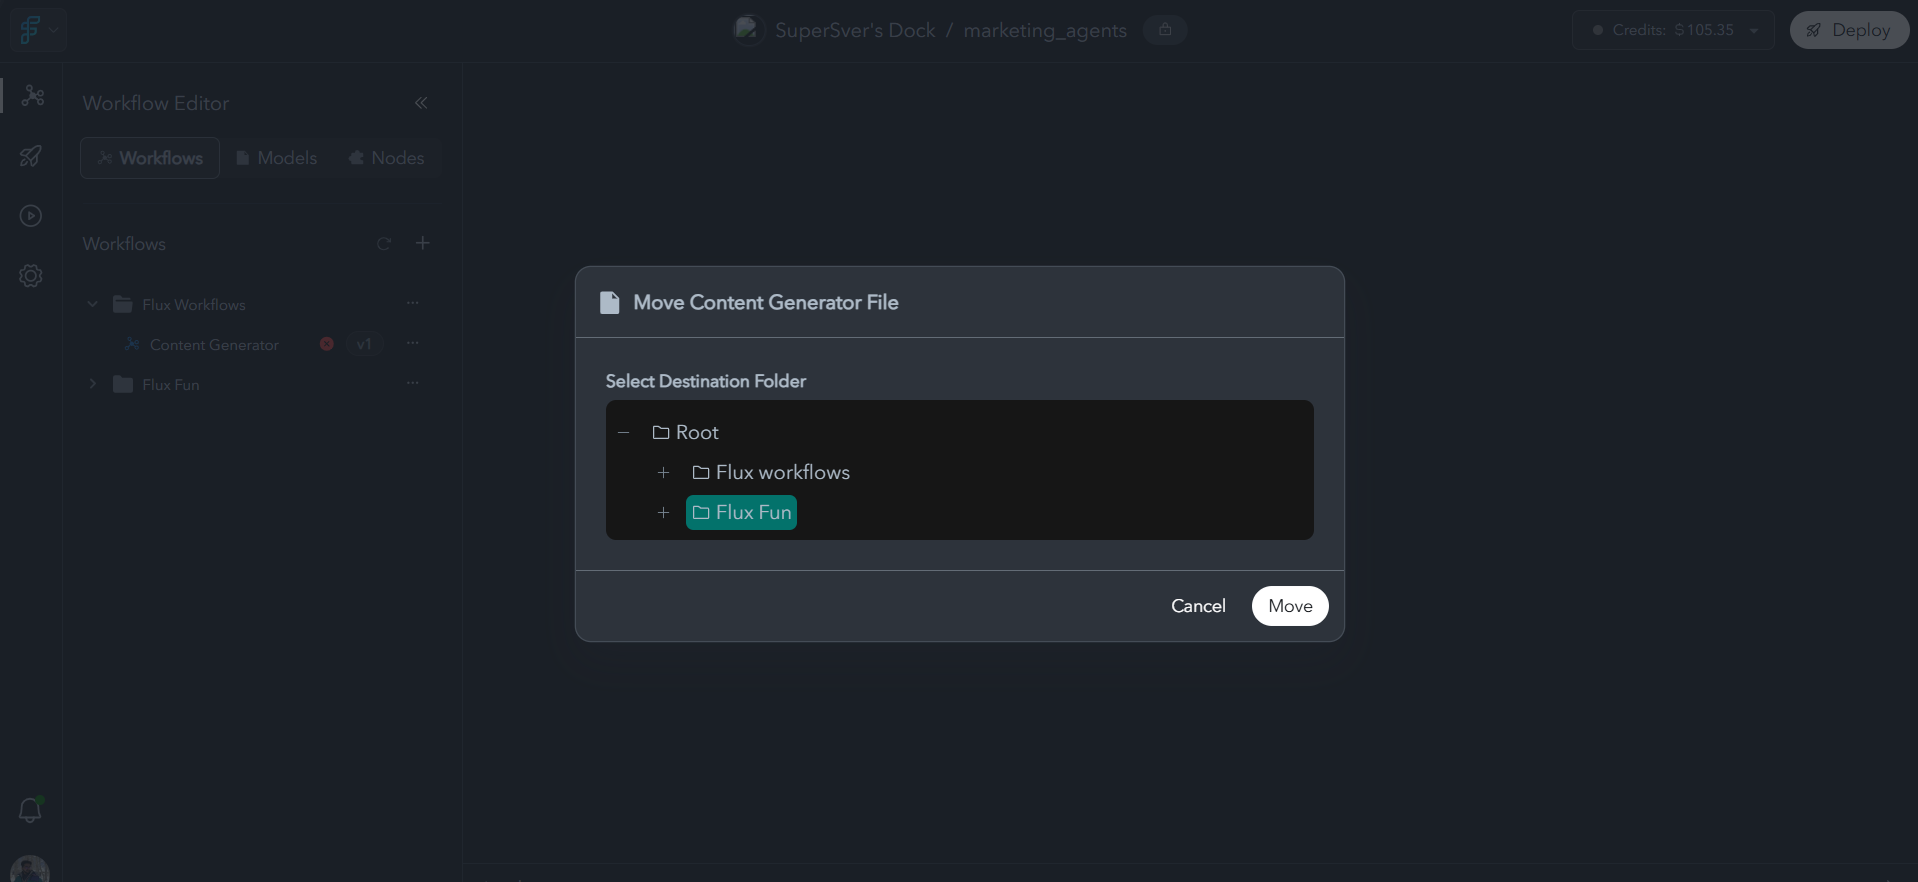 SuperSver's Dock / marketing_agents
Credits: $105.35
Deploy
Workflow Editor
Workflows
Models
Nodes
Workflows
Flux Workflows
Content Generator
v1
Flux Fun
Move Content Generator File
Select Destination Folder
Root
Flux workflows
Flux Fun
Cancel
Move